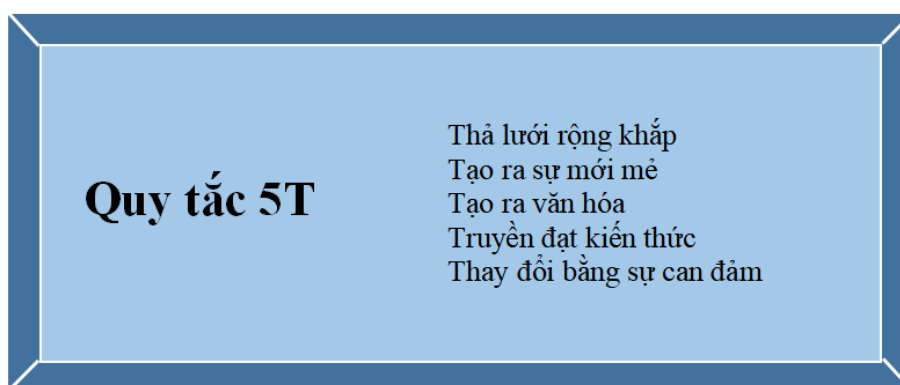 Quy tắc 5T
Thả lưới rộng khắp
Tạo ra sự mới mẻ
Tạo ra văn hóa
Truyền đạt kiến thức
Thay đổi bằng sự can đảm